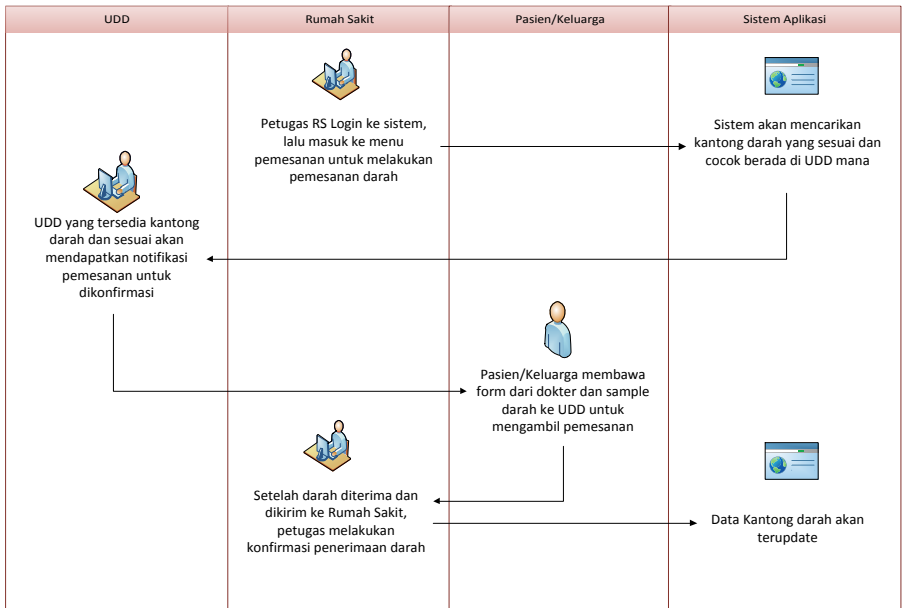 UDD
Rumah Sakit
Pasien/Keluarga
Sistem Aplikasi
Petugas RS Login ke sistem,
lalu masuk ke menu
pemesanan untuk melakukan
pemesanan darah
Sistem akan mencarikan
kantong darah yang sesuai dan
cocok berada di UDD mana
UDD yang tersedia kantong
darah dan sesuai akan
mendapatkan notifikasi
pemesanan untuk
dikonfirmasi
Pasien/Keluarga membawa
form dari dokter dan sample
darah ke UDD untuk
mengambil pemesanan
Setelah darah diterima dan
dikirim ke Rumah Sakit,
petugas melakukan
konfirmasi penerimaan darah
Data Kantong darah akan
terupdate